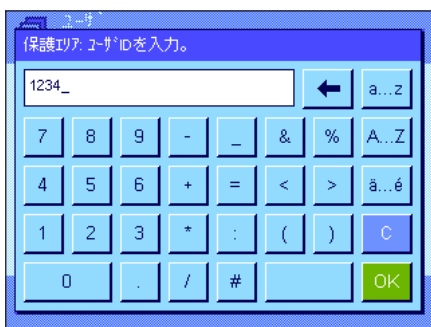 ユーザ
保護エリア: ユーザIDを入力。
1234_
a...z
7 8 9 - _ & % A...Z
4 5 6 + = < > ä...é
1 2 3 * : ( ) C
0 . / # OK